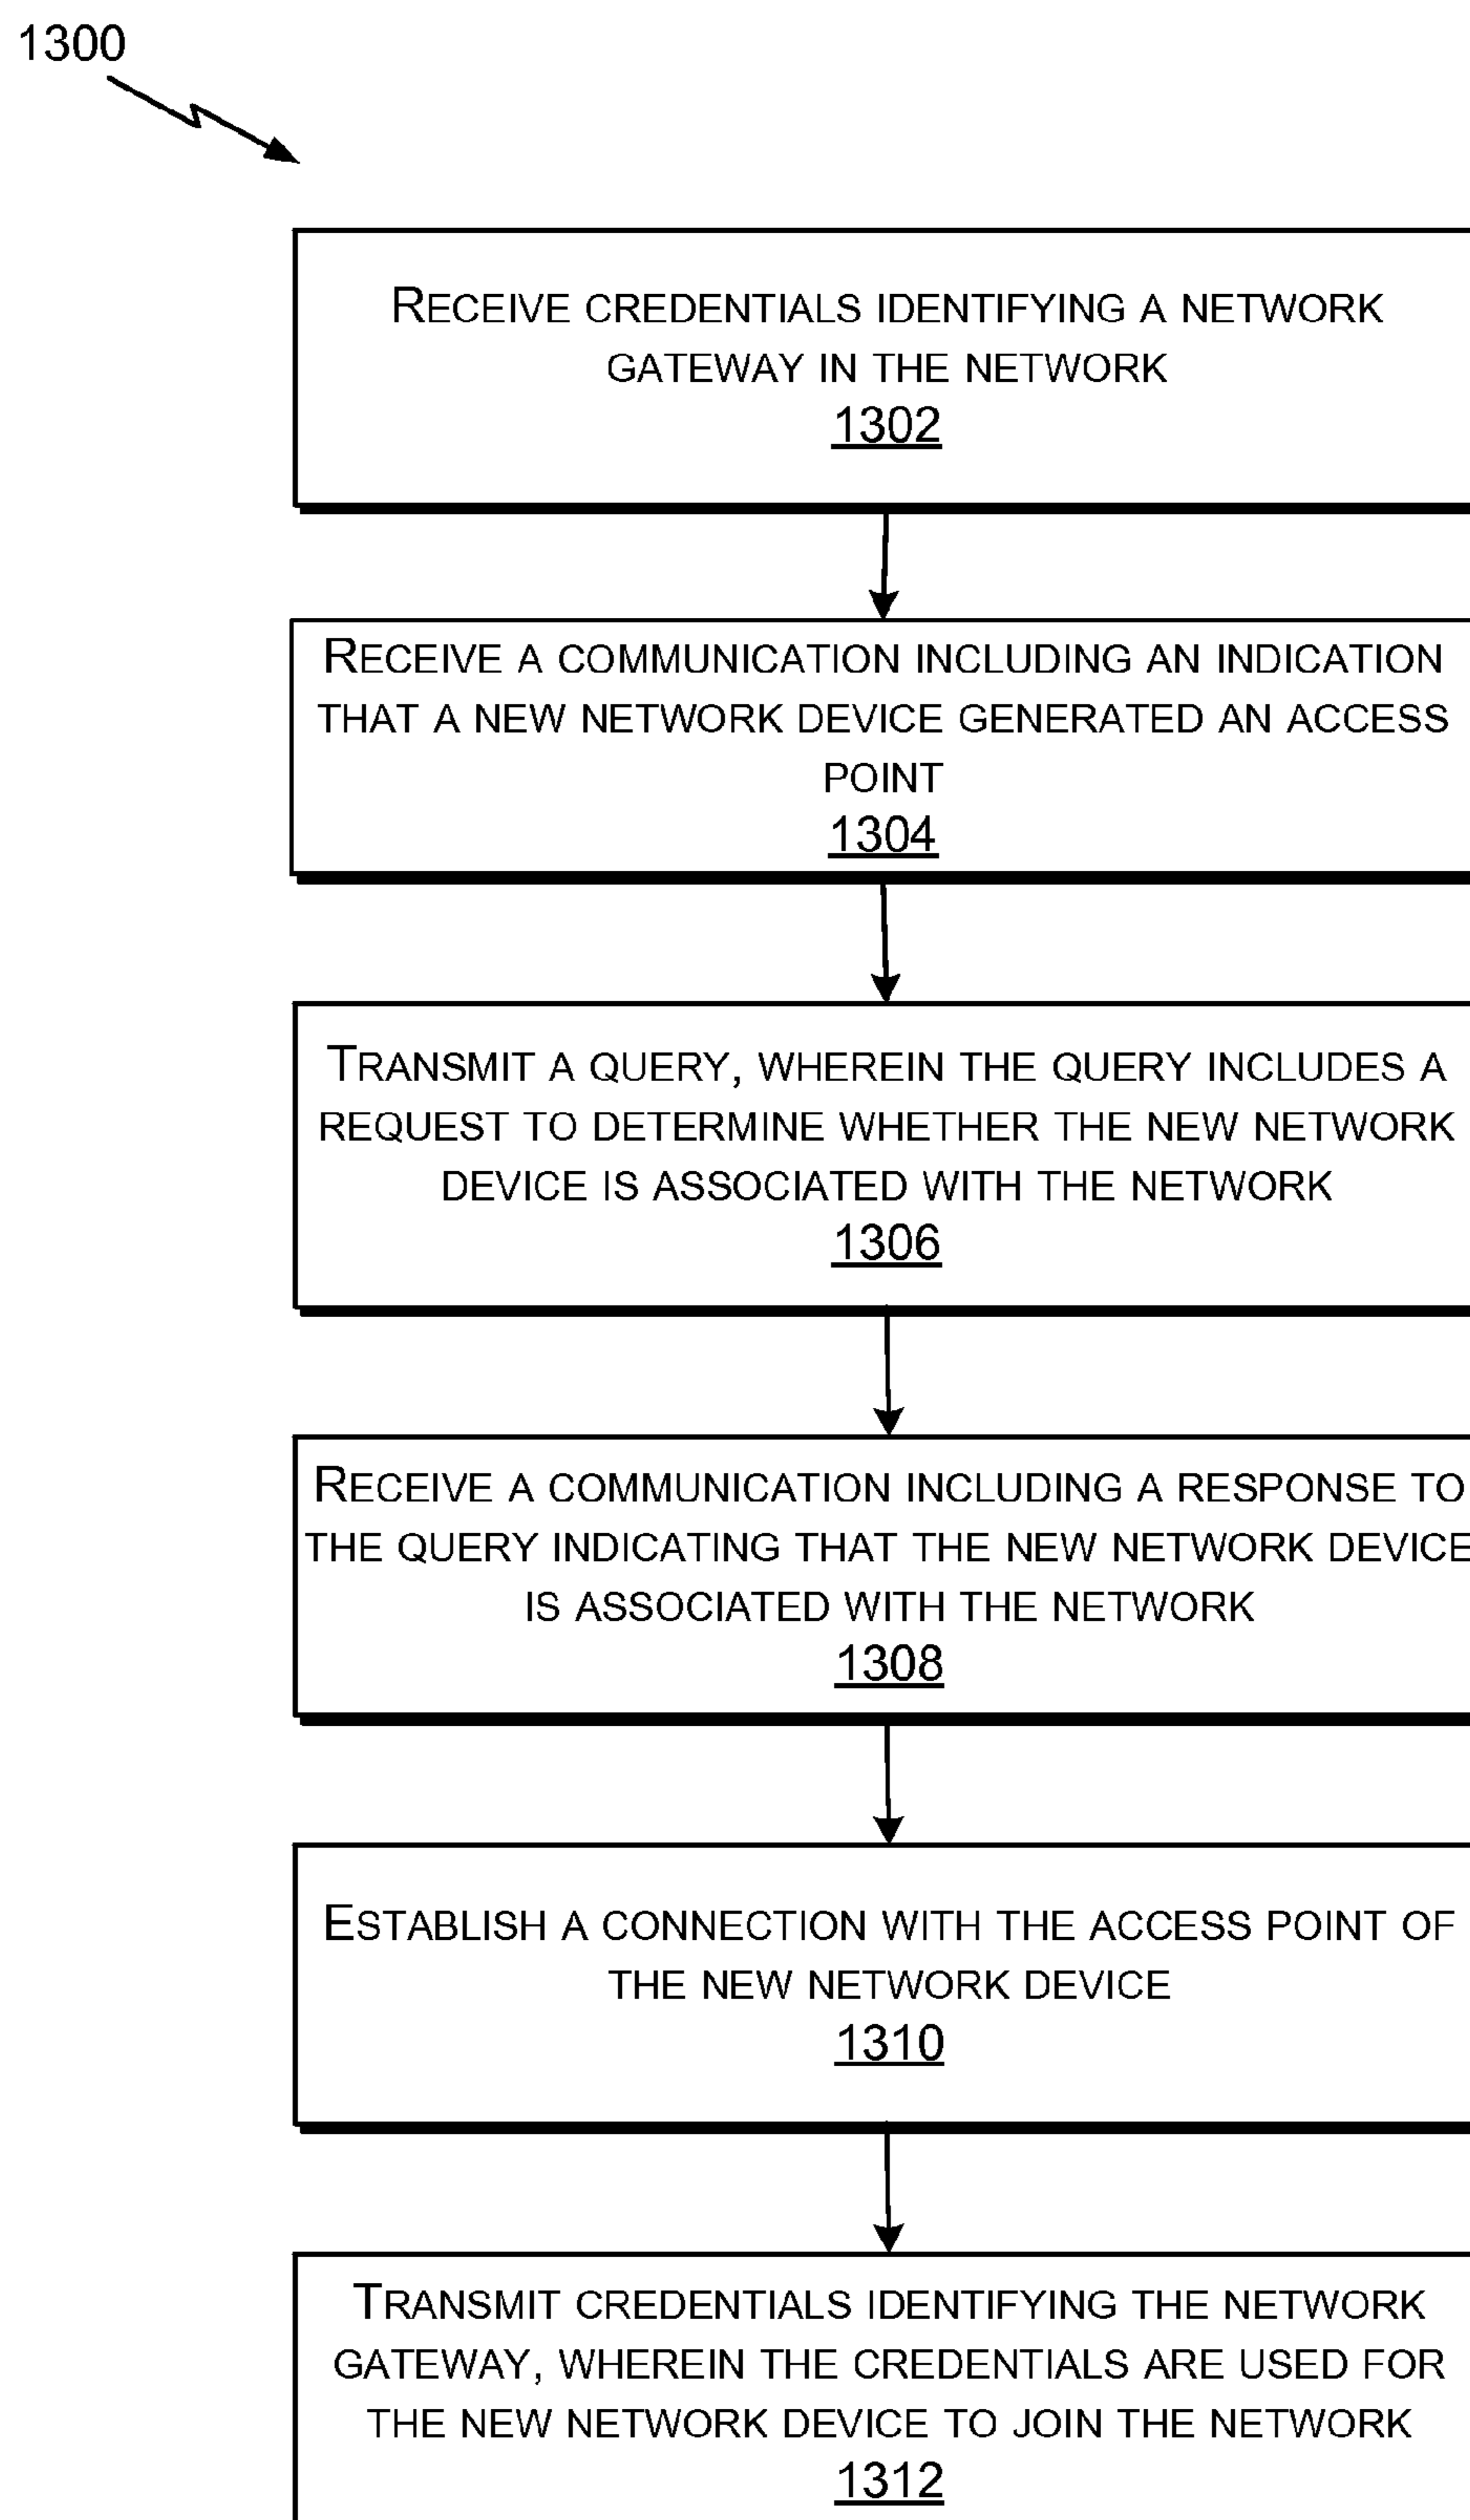 1300
RECEIVE CREDENTIALS IDENTIFYING A NETWORK
GATEWAY IN THE NETWORK
1302
RECEIVE A COMMUNICATION INCLUDING AN INDICATION
THAT A NEW NETWORK DEVICE GENERATED AN ACCESS
POINT
1304
TRANSMIT A QUERY, WHEREIN THE QUERY INCLUDES A
REQUEST TO DETERMINE WHETHER THE NEW NETWORK
DEVICE IS ASSOCIATED WITH THE NETWORK
1306
RECEIVE A COMMUNICATION INCLUDING A RESPONSE TO
THE QUERY INDICATING THAT THE NEW NETWORK DEVICE
IS ASSOCIATED WITH THE NETWORK
1308
ESTABLISH A CONNECTION WITH THE ACCESS POINT OF
THE NEW NETWORK DEVICE
1310
TRANSMIT CREDENTIALS IDENTIFYING THE NETWORK
GATEWAY, WHEREIN THE CREDENTIALS ARE USED FOR
THE NEW NETWORK DEVICE TO JOIN THE NETWORK
1312